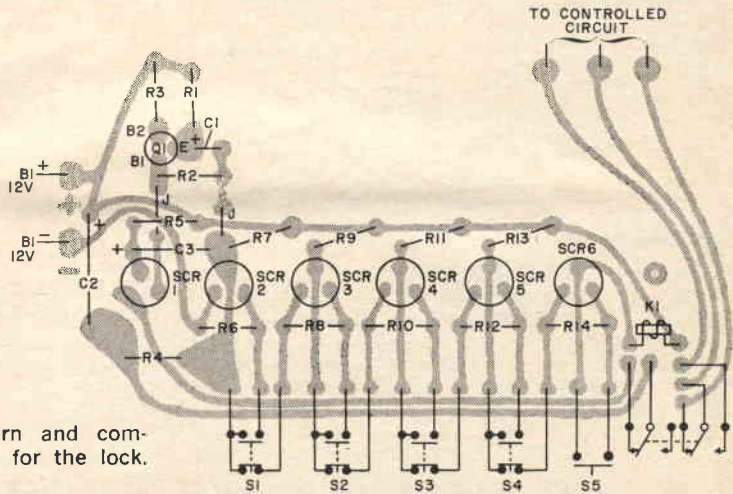 TO CONTROLLED
CIRCUIT
R3 R1
B2 C1
Q1 E +
B1
R2
B1 +
12V
J J
+ R5
B1 −
12V
+ C3
R7 R9 R11 R13
C2
SCR
1
SCR
2
SCR
3
SCR
4
SCR
5
SCR6
K1
R6 R8 R10 R12 R14
R4
rn and com-
for the lock.
S1 S2 S3 S4 S5